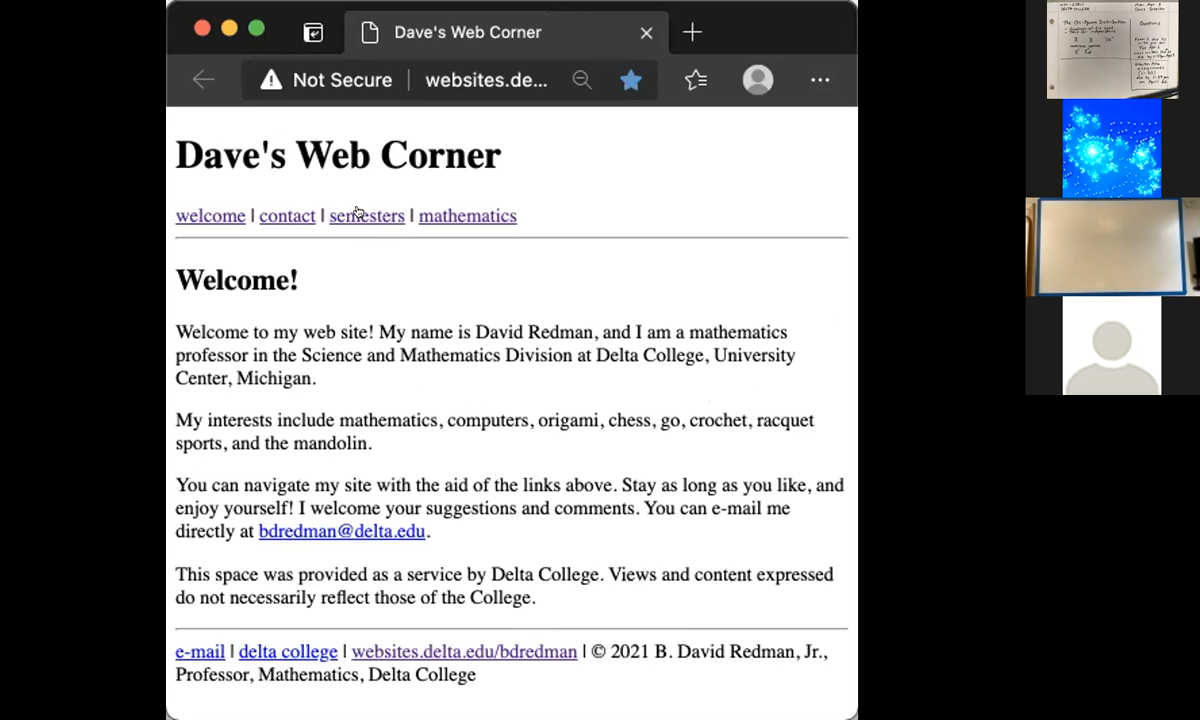 Dave's Web Corner
Not Secure | websites.de...
Dave's Web Corner
welcome | contact | semesters | mathematics
Welcome!
Welcome to my web site! My name is David Redman, and I am a mathematics
professor in the Science and Mathematics Division at Delta College, University
Center, Michigan.
My interests include mathematics, computers, origami, chess, go, crochet, racquet
sports, and the mandolin.
You can navigate my site with the aid of the links above. Stay as long as you like, and
enjoy yourself! I welcome your suggestions and comments. You can e-mail me
directly at bdredman@delta.edu.
This space was provided as a service by Delta College. Views and content expressed
do not necessarily reflect those of the College.
e-mail | delta college | websites.delta.edu/bdredman | © 2021 B. David Redman, Jr.,
Professor, Mathematics, Delta College
The Chi-Square Distribution